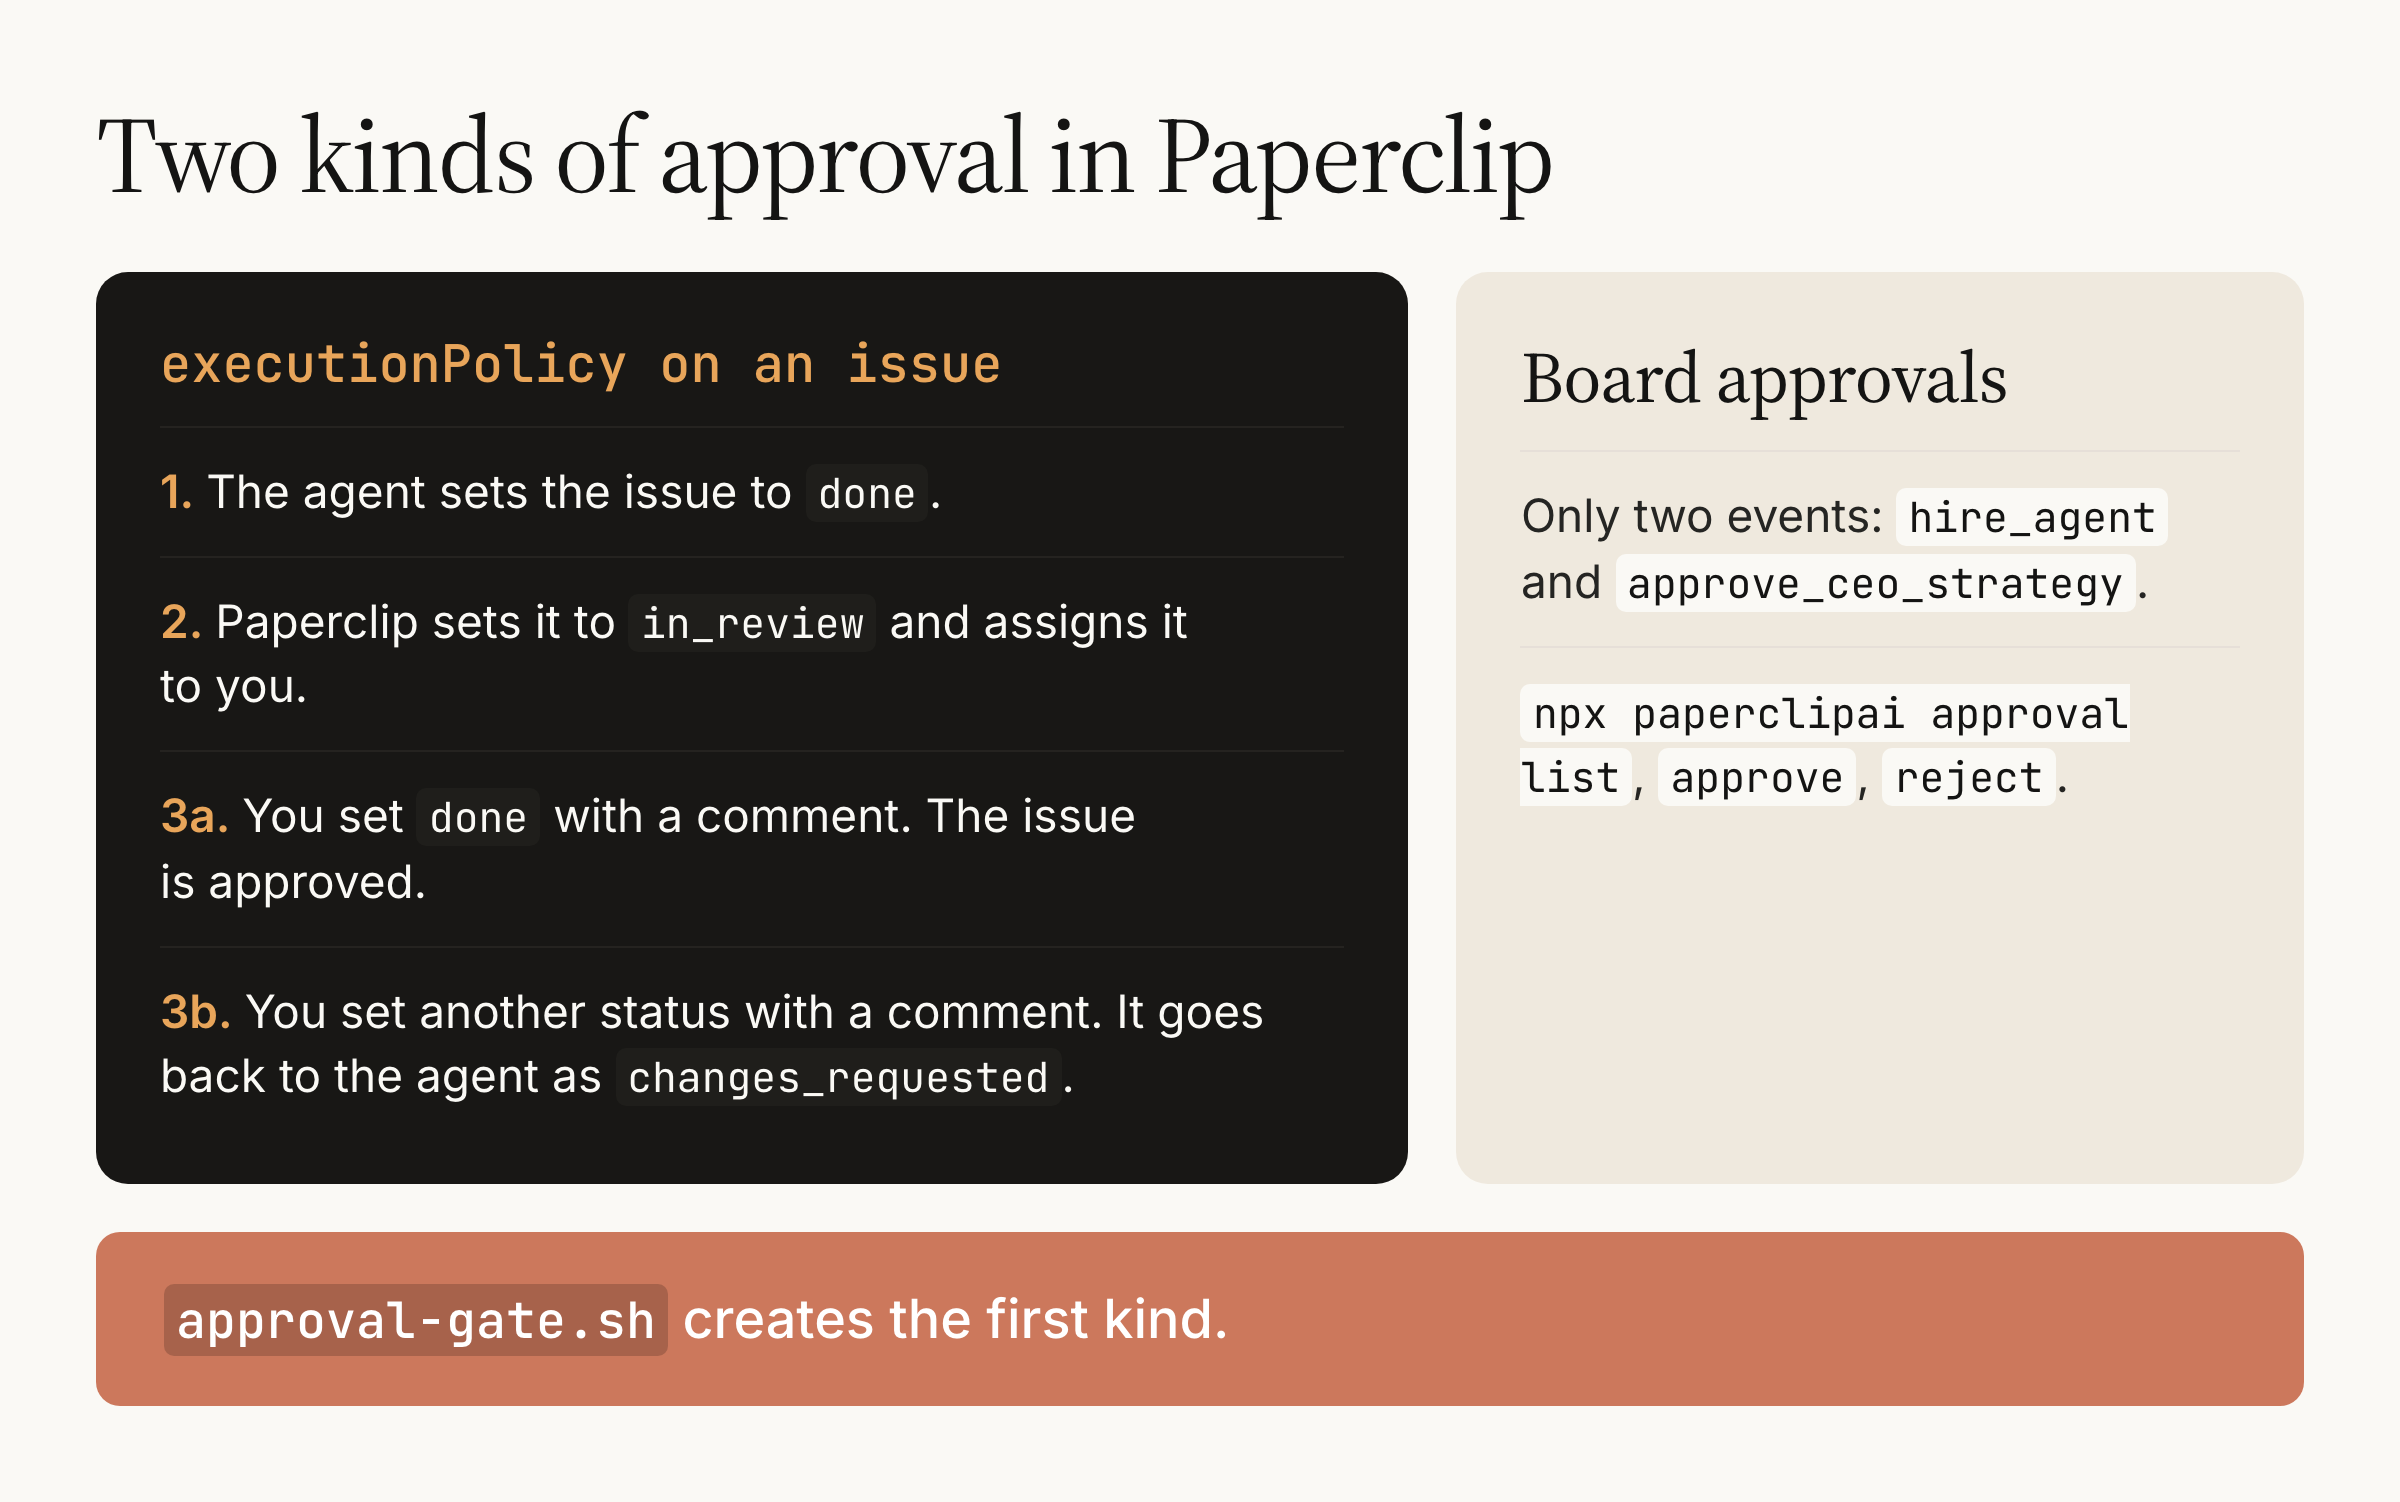 Two kinds of approval in Paperclip
executionPolicy on an issue
1. The agent sets the issue to done.
2. Paperclip sets it to in_review and assigns it
to you.
3a. You set done with a comment. The issue
is approved.
3b. You set another status with a comment. It goes
back to the agent as changes_requested.
Board approvals
Only two events: hire_agent
and approve_ceo_strategy.
npx paperclipai approval
list, approve, reject.
approval-gate.sh creates the first kind.